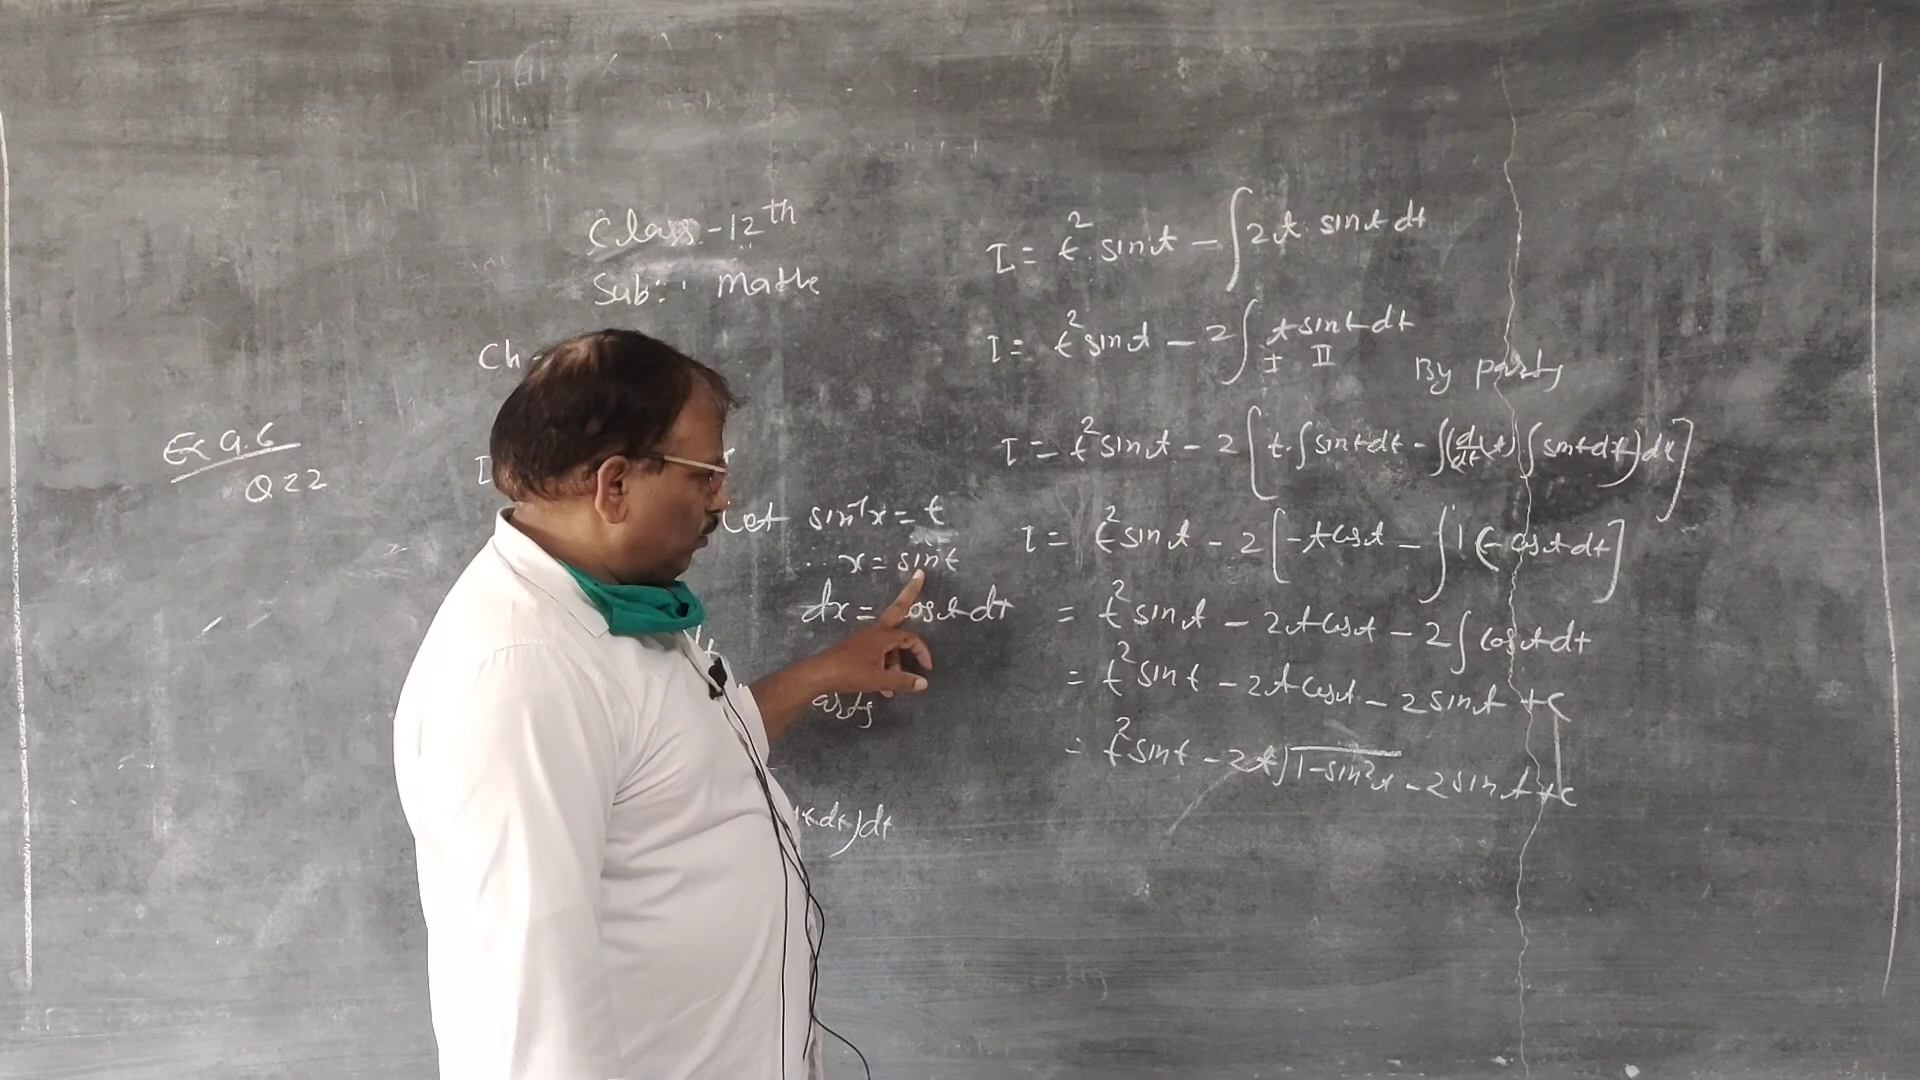 Class-12th
Sub:- Maths
Ch-
Ex 9.6
Q 22
Let sin⁻¹x = t
x = sint
dx = cost dt
dt)dt
I = t². sint - ∫2t sint dt
I = t² sint - 2∫ t sint dt
I II
By parts
I = t² sint - 2[t.∫sint dt - ∫(d/dt(t) ∫sint dt)dt]
I = t² sint - 2[-t cost - ∫1(-cost dt]
= t² sint - 2t cost - 2∫cost dt
= t² sint - 2t cost - 2 sint + c
= t² sint - 2t√1-sin²x - 2 sint + c